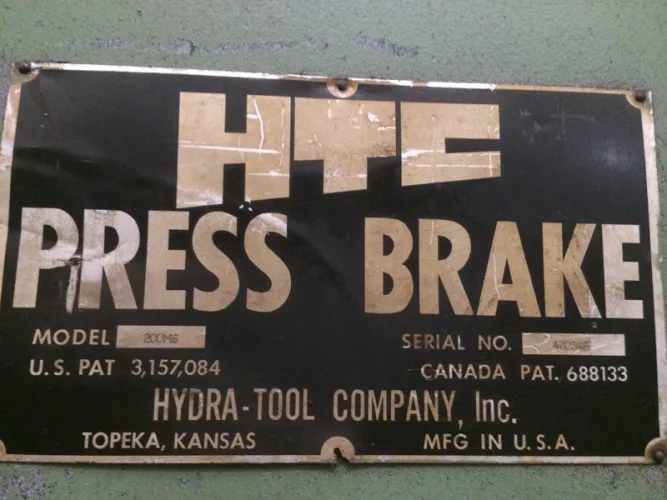 HTC
PRESS BRAKE
MODEL 200MS SERIAL NO.
U.S. PAT 3,157,084 CANADA PAT. 688133
HYDRA-TOOL COMPANY, Inc.
TOPEKA, KANSAS MFG IN U.S.A.